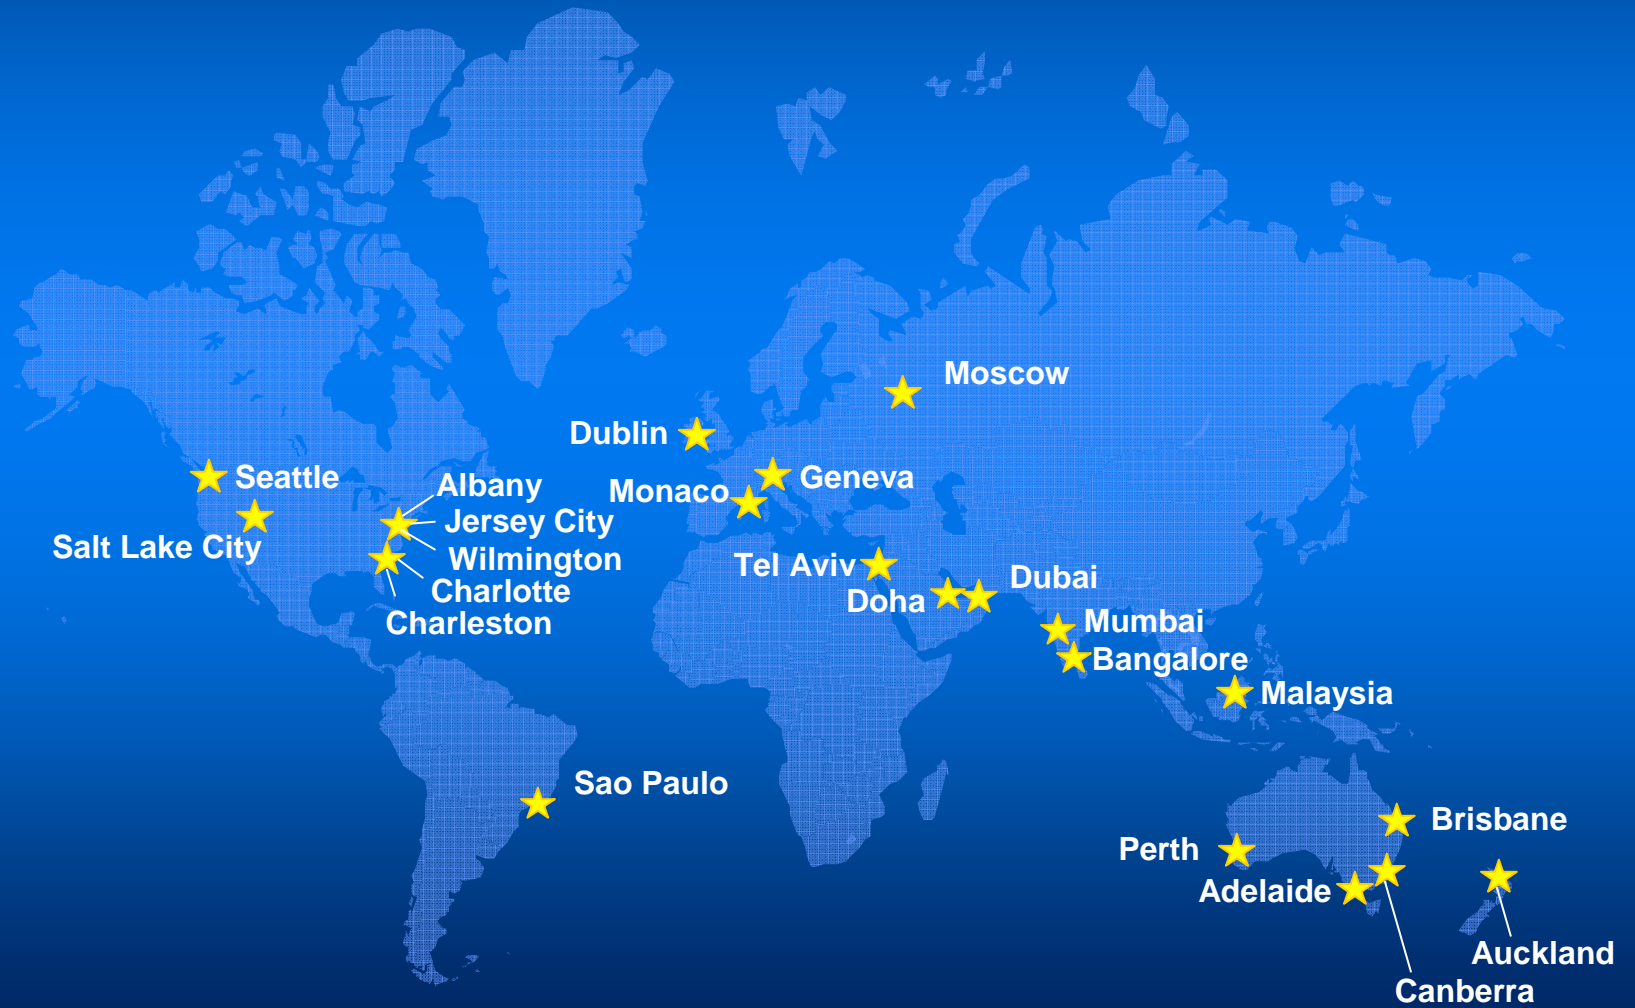 Moscow
Dublin
Seattle
Albany
Monaco
Geneva
Jersey City
Salt Lake City
Wilmington
Tel Aviv
Dubai
Charlotte
Doha
Charleston
Mumbai
Bangalore
Malaysia
Sao Paulo
Brisbane
Perth
Adelaide
Auckland
Canberra